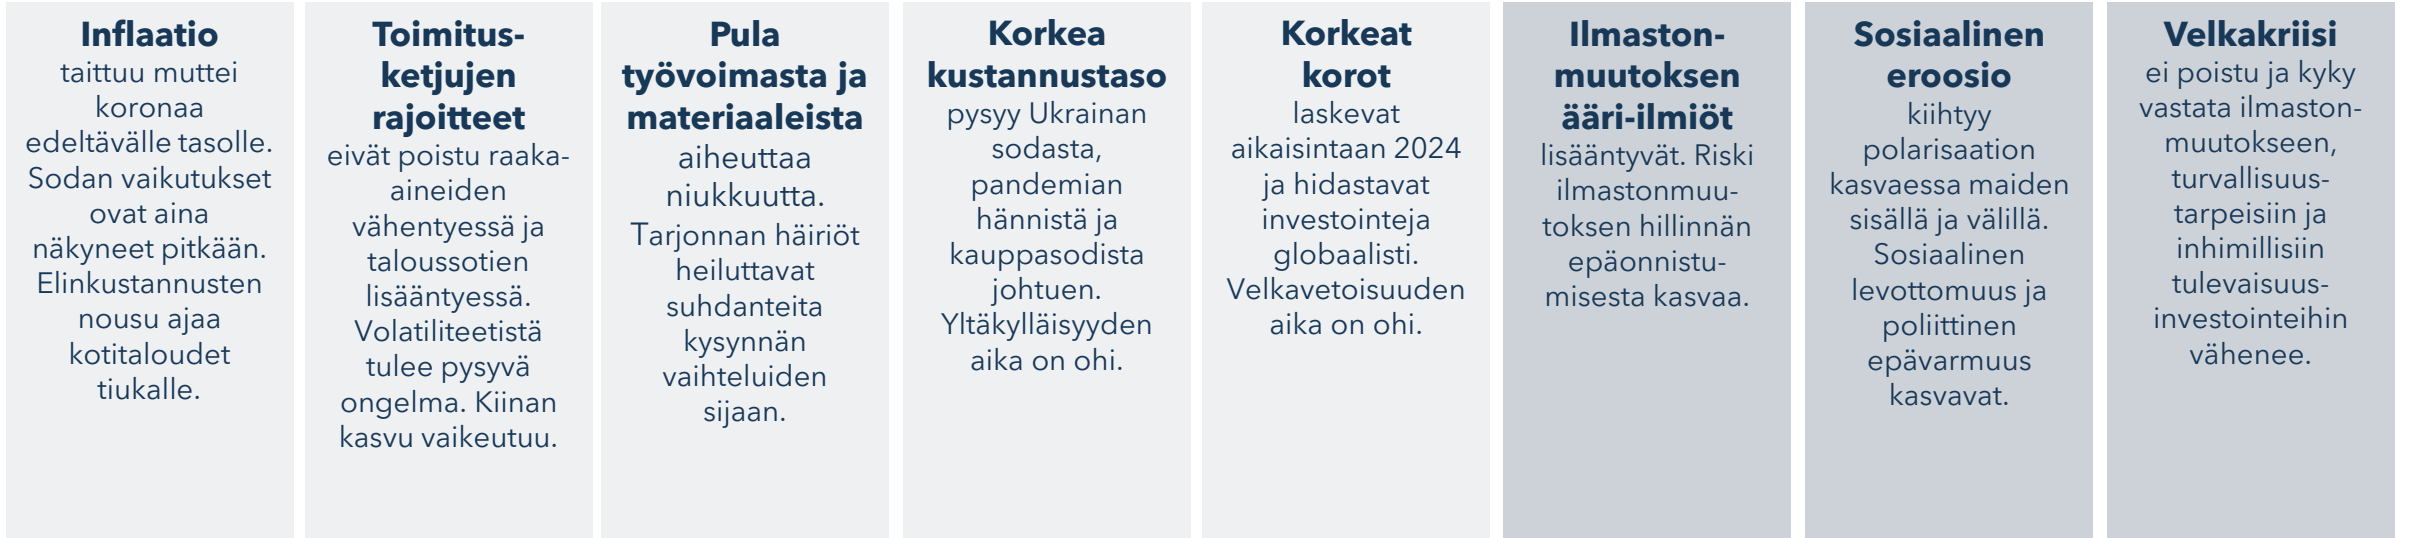 Inflaatio
taittuu muttei
koronaa
edeltävälle tasolle.
Sodan vaikutukset
ovat aina
näkyneet pitkään.
Elinkustannusten
nousu ajaa
kotitaloudet
tiukalle.
Toimitus-
ketjujen
rajoitteet
eivät poistu raaka-
aineiden
vähentyessä ja
taloussotien
lisääntyessä.
Volatiliteetistä
tulee pysyvä
ongelma. Kiinan
kasvu vaikeutuu.
Pula
työvoimasta ja
materiaaleista
aiheuttaa
niukkuutta.
Tarjonnan häiriöt
heiluttavat
suhdanteita
kysynnän
vaihteluiden
sijaan.
Korkea
kustannustaso
pysyy Ukrainan
sodasta,
pandemian
hännistä ja
kauppasodista
johtuen.
Yltäkylläisyyden
aika on ohi.
Korkeat
korot
laskevat
aikaisintaan 2024
ja hidastavat
investointeja
globaalisti.
Velkavetoisuuden
aika on ohi.
Ilmaston-
muutoksen
ääri-ilmiöt
lisääntyvät. Riski
ilmastonmuu-
toksen hillinnän
epäonnistu-
misesta kasvaa.
Sosiaalinen
eroosio
kiihtyy
polarisaation
kasvaessa maiden
sisällä ja välillä.
Sosiaalinen
levottomuus ja
poliittinen
epävarmuus
kasvavat.
Velkakriisi
ei poistu ja kyky
vastata ilmaston-
muutokseen,
turvallisuus-
tarpeisiin ja
inhimillisiin
tulevaisuus-
investointeihin
vähenee.